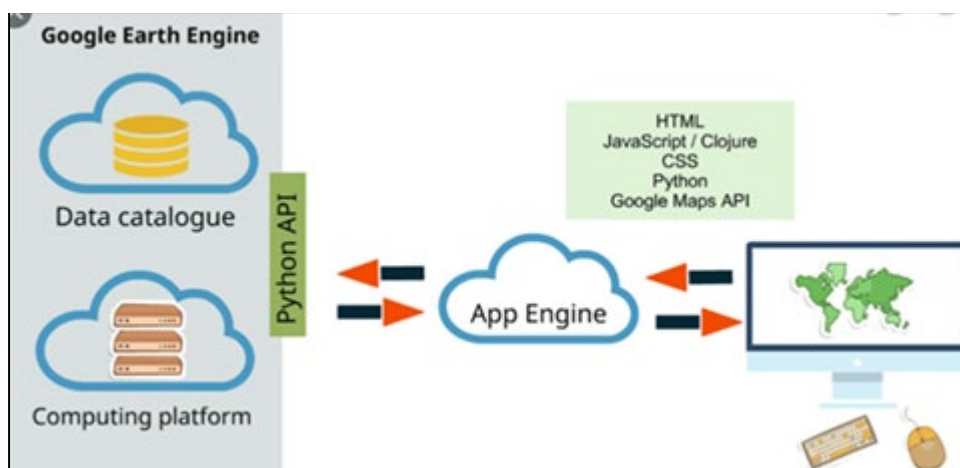 Google Earth Engine
Data catalogue
Computing platform
Python API
App Engine
HTML
JavaScript / Clojure
CSS
Python
Google Maps API